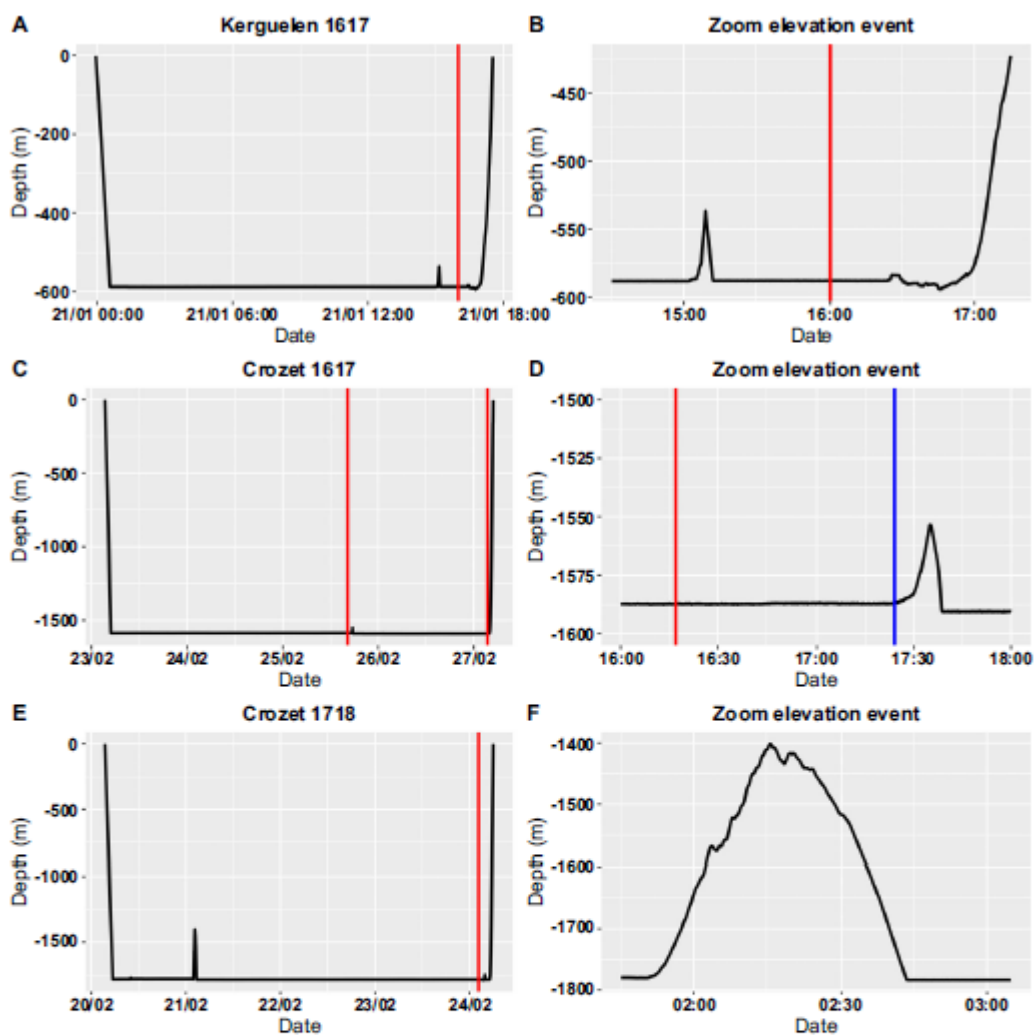 A Kerguelen 1617
Depth (m)
0
-200
-400
-600
21/01 00:00 21/01 06:00 21/01 12:00 21/01 18:00
Date
B Zoom elevation event
Depth (m)
-450
-500
-550
-600
15:00 16:00 17:00
Date
C Crozet 1617
Depth (m)
0
-500
-1000
-1500
23/02 24/02 25/02 26/02 27/02
Date
D Zoom elevation event
Depth (m)
-1500
-1525
-1550
-1575
-1600
16:00 16:30 17:00 17:30 18:00
Date
E Crozet 1718
Depth (m)
0
-500
-1000
-1500
20/02 21/02 22/02 23/02 24/02
Date
F Zoom elevation event
Depth (m)
-1400
-1500
-1600
-1700
-1800
02:00 02:30 03:00
Date